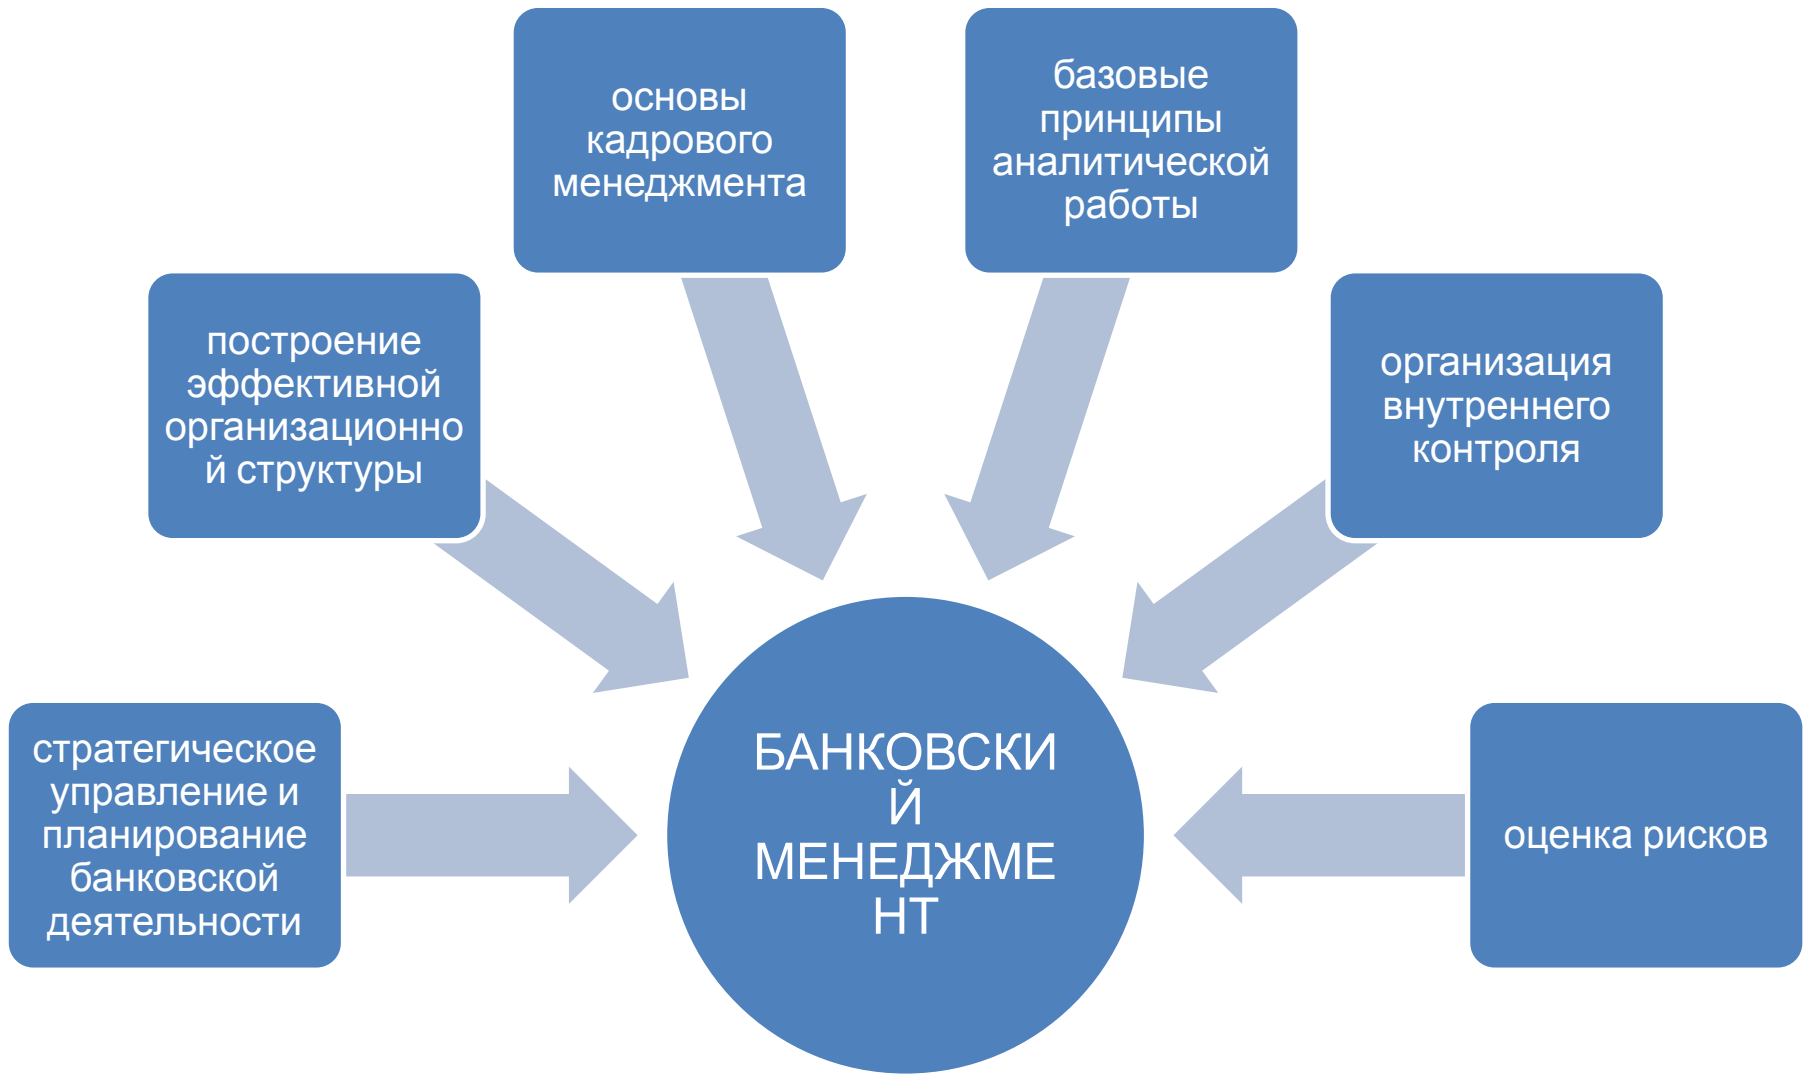 основы
кадрового
менеджмента
базовые
принципы
аналитической
работы
построение
эффективной
организационно
й структуры
организация
внутреннего
контроля
стратегическое
управление и
планирование
банковской
деятельности
БАНКОВСКИ
Й
МЕНЕДЖМЕ
НТ
оценка рисков